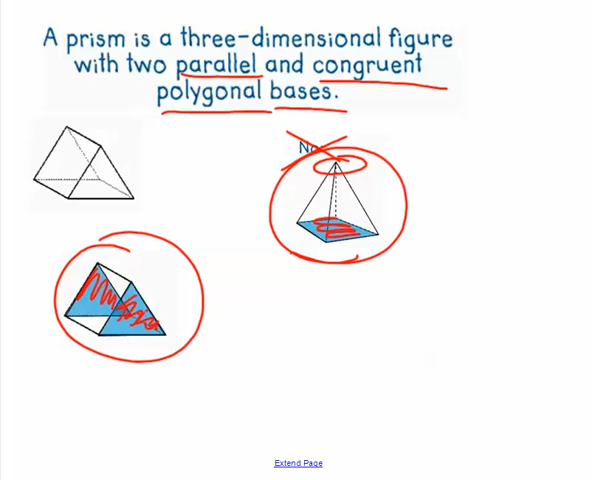 A prism is a three-dimensional figure
with two parallel and congruent
polygonal bases.
Extend Page